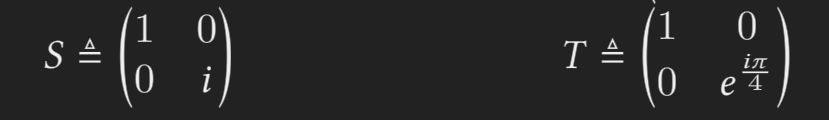 S ≜ (1 0; 0 i) T ≜ (1 0; 0 e^{iπ/4})